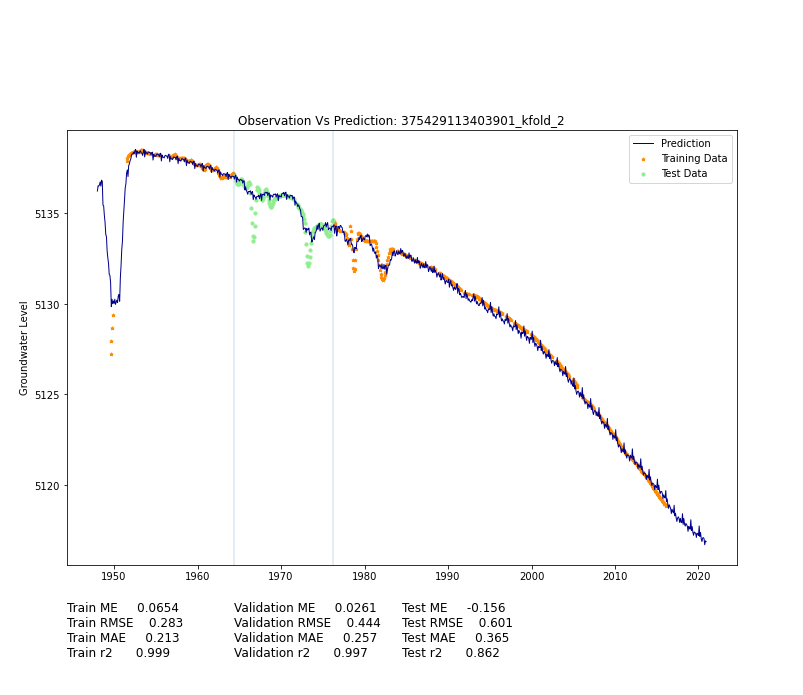 Observation Vs Prediction: 375429113403901_kfold_2
Prediction
Training Data
Test Data
Groundwater Level
5135
5130
5125
5120
1950 1960 1970 1980 1990 2000 2010 2020
Train ME 0.0654 Validation ME 0.0261 Test ME -0.156
Train RMSE 0.283 Validation RMSE 0.444 Test RMSE 0.601
Train MAE 0.213 Validation MAE 0.257 Test MAE 0.365
Train r2 0.999 Validation r2 0.997 Test r2 0.862